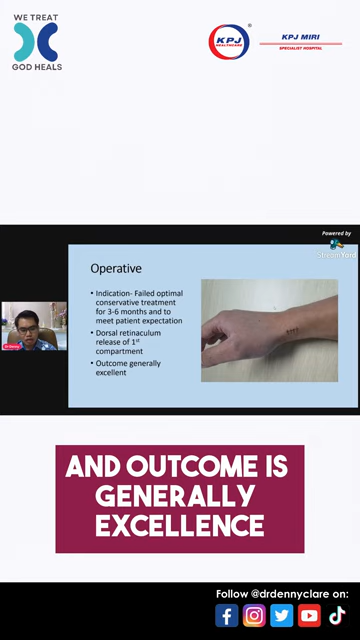 WE TREAT
GOD HEALS
KPJ
HEALTHCARE
®
KPJ MIRI
SPECIALIST HOSPITAL
Powered by
StreamYard
Operative
• Indication- Failed optimal
conservative treatment
for 3-6 months and to
meet patient expectation
• Dorsal retinaculum
release of 1st
compartment
• Outcome generally
excellent
AND OUTCOME IS
GENERALLY
EXCELLENCE
Follow @drdennyclare on: